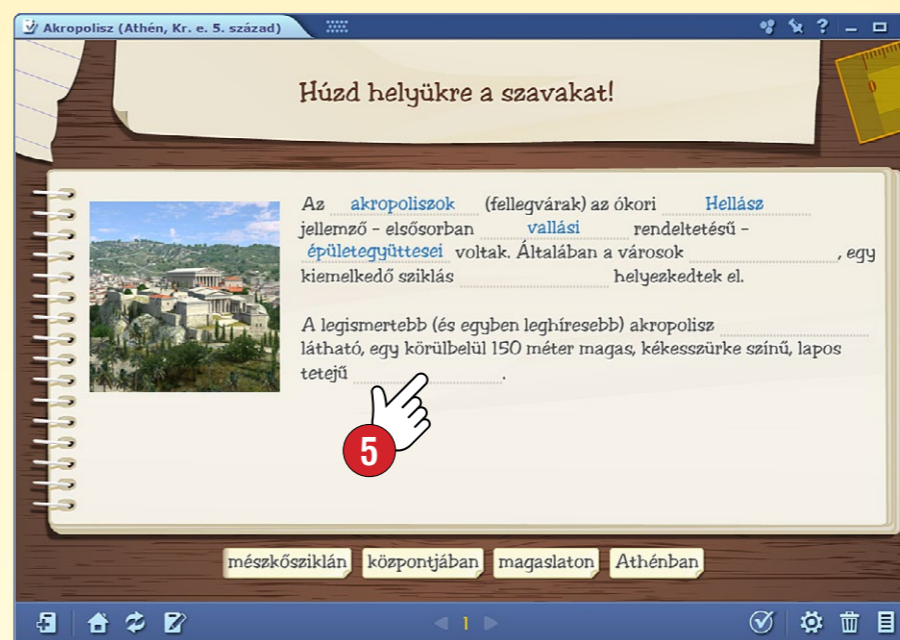 Akropolisz (Athén, Kr. e. 5. század)
Húzd helyükre a szavakat!
Az akropoliszok (fellegvárak) az ókori Hellász
jellemző – elsősorban vallási rendeltetésű –
épületegyüttesei voltak. Általában a városok , egy
kiemelkedő sziklás helyezkedtek el.
A legismertebb (és egyben leghíresebb) akropolisz
látható, egy körülbelül 150 méter magas, kékesszürke színű, lapos
tetejű .
5
mészkősziklán központjában magaslaton Athénban
1